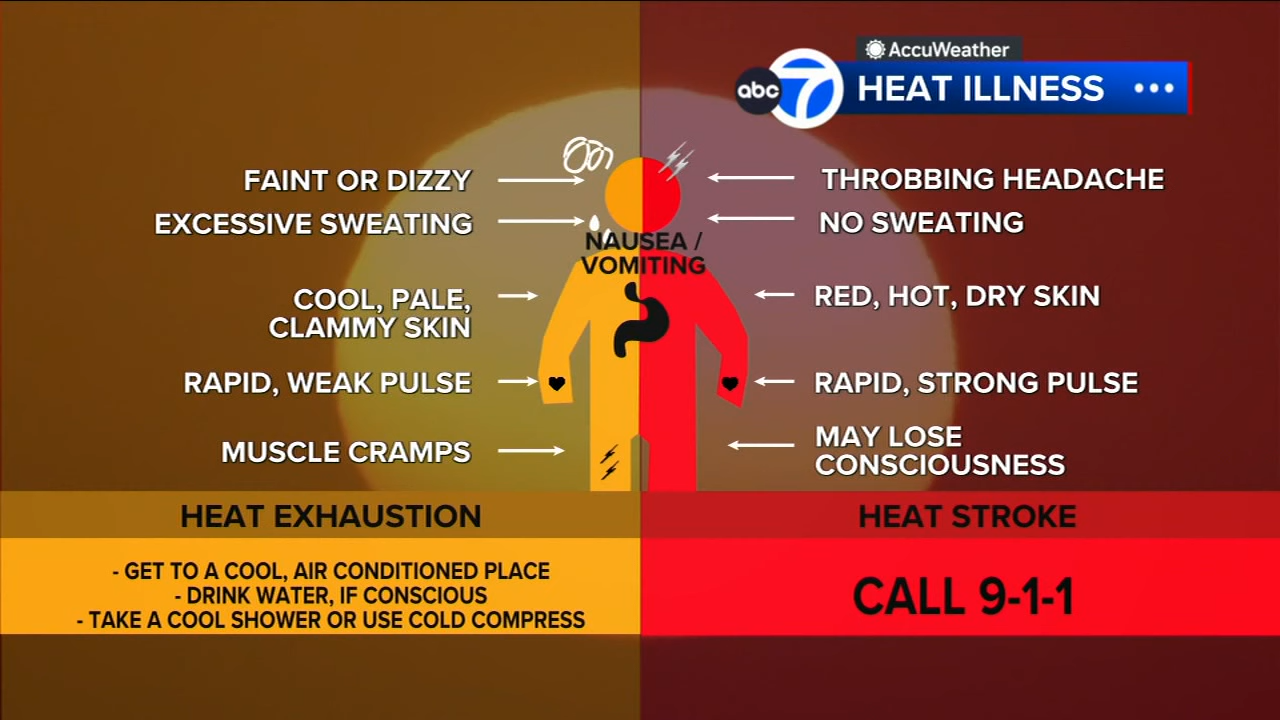 AccuWeather
abc 7 HEAT ILLNESS
FAINT OR DIZZY
EXCESSIVE SWEATING
COOL, PALE,
CLAMMY SKIN
RAPID, WEAK PULSE
MUSCLE CRAMPS
NAUSEA /
VOMITING
THROBBING HEADACHE
NO SWEATING
RED, HOT, DRY SKIN
RAPID, STRONG PULSE
MAY LOSE
CONSCIOUSNESS
HEAT EXHAUSTION
- GET TO A COOL, AIR CONDITIONED PLACE
- DRINK WATER, IF CONSCIOUS
- TAKE A COOL SHOWER OR USE COLD COMPRESS
HEAT STROKE
CALL 9-1-1